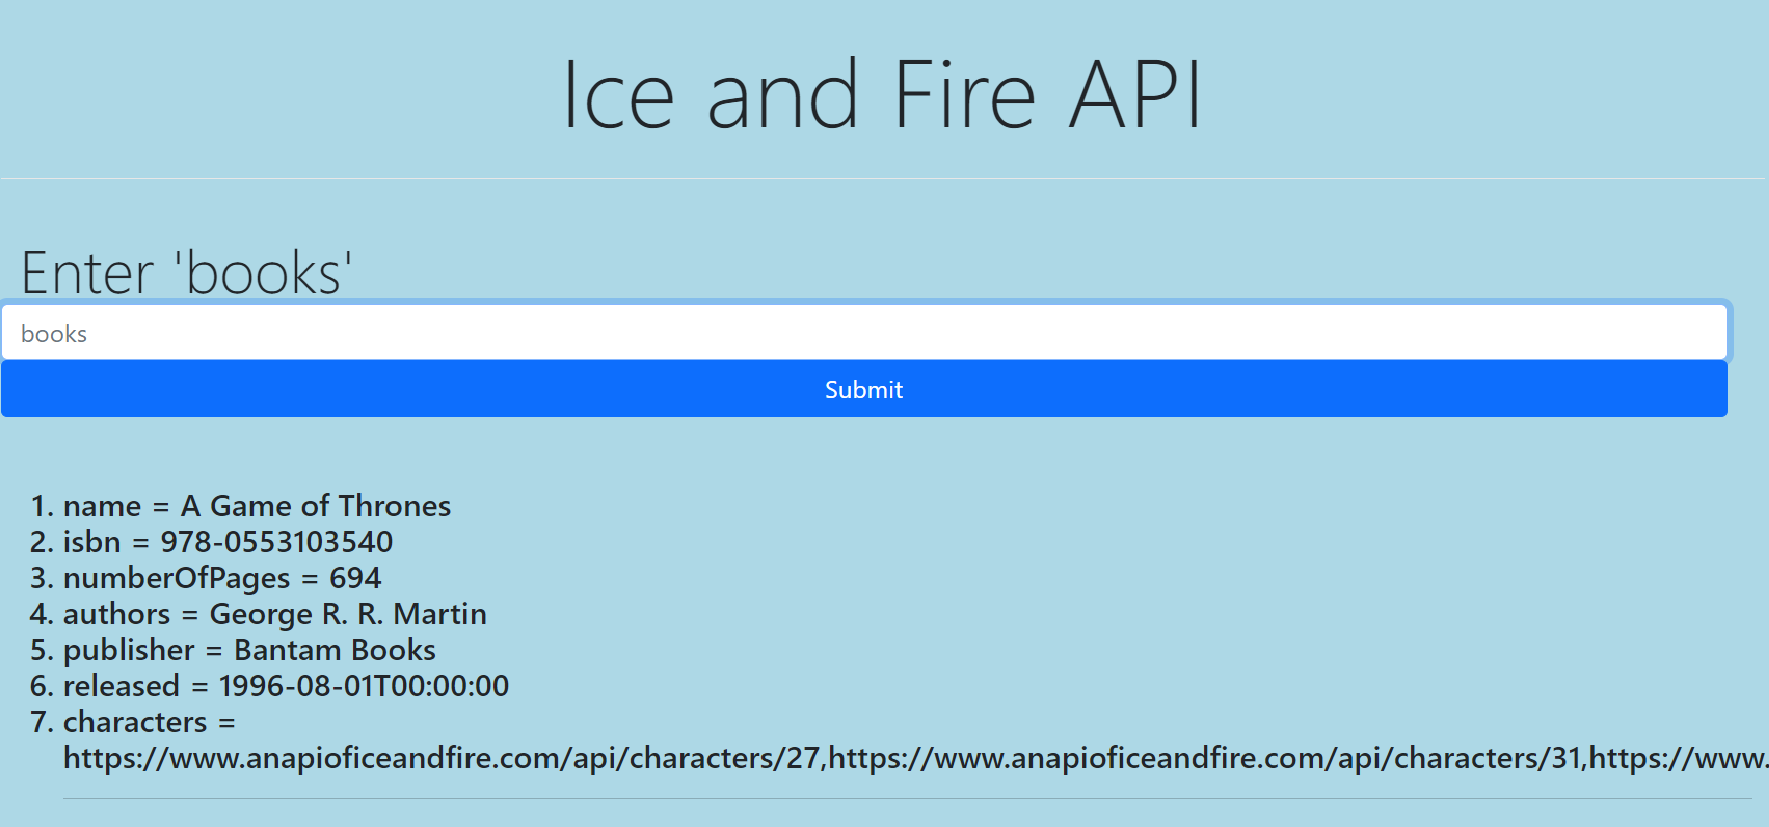 Ice and Fire API
Enter 'books'
books
Submit
1. name = A Game of Thrones
2. isbn = 978-0553103540
3. numberOfPages = 694
4. authors = George R. R. Martin
5. publisher = Bantam Books
6. released = 1996-08-01T00:00:00
7. characters =
https://www.anapioficeandfire.com/api/characters/27,https://www.anapioficeandfire.com/api/characters/31,https://www.